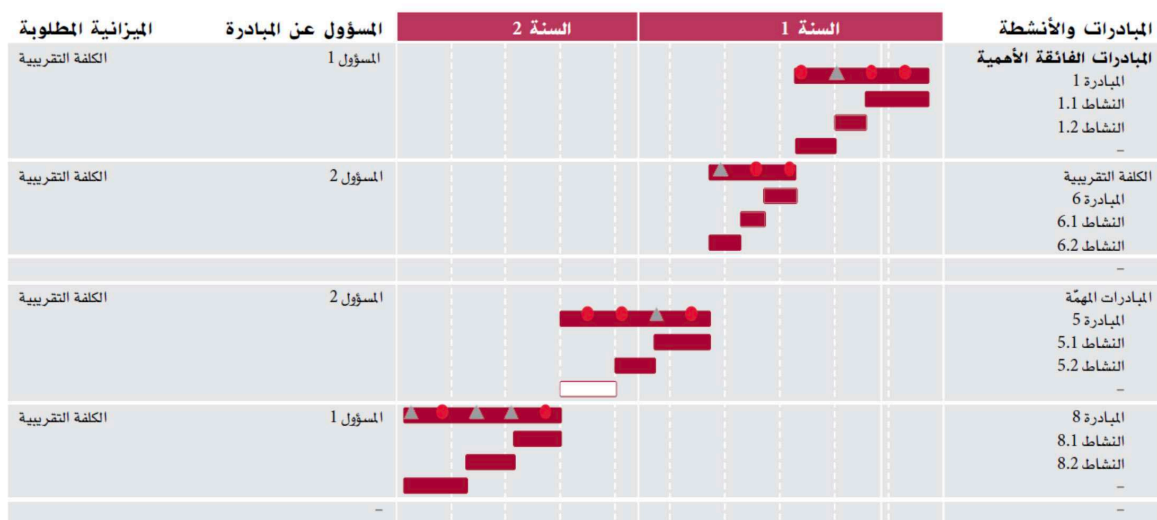 المبادرات والأنشطة السنة 1 السنة 2 المسؤول عن المبادرة الميزانية المطلوبة
المبادرات الفائقة الأهمية المسؤول 1 الكلفة التقريبية
المبادرة 1
النشاط 1.1
النشاط 1.2
–
الكلفة التقريبية المسؤول 2 الكلفة التقريبية
المبادرة 6
النشاط 6.1
النشاط 6.2
–
المبادرات المهمّة المسؤول 2 الكلفة التقريبية
المبادرة 5
النشاط 5.1
النشاط 5.2
–
المبادرة 8 المسؤول 1 الكلفة التقريبية
النشاط 8.1
النشاط 8.2
–
– –